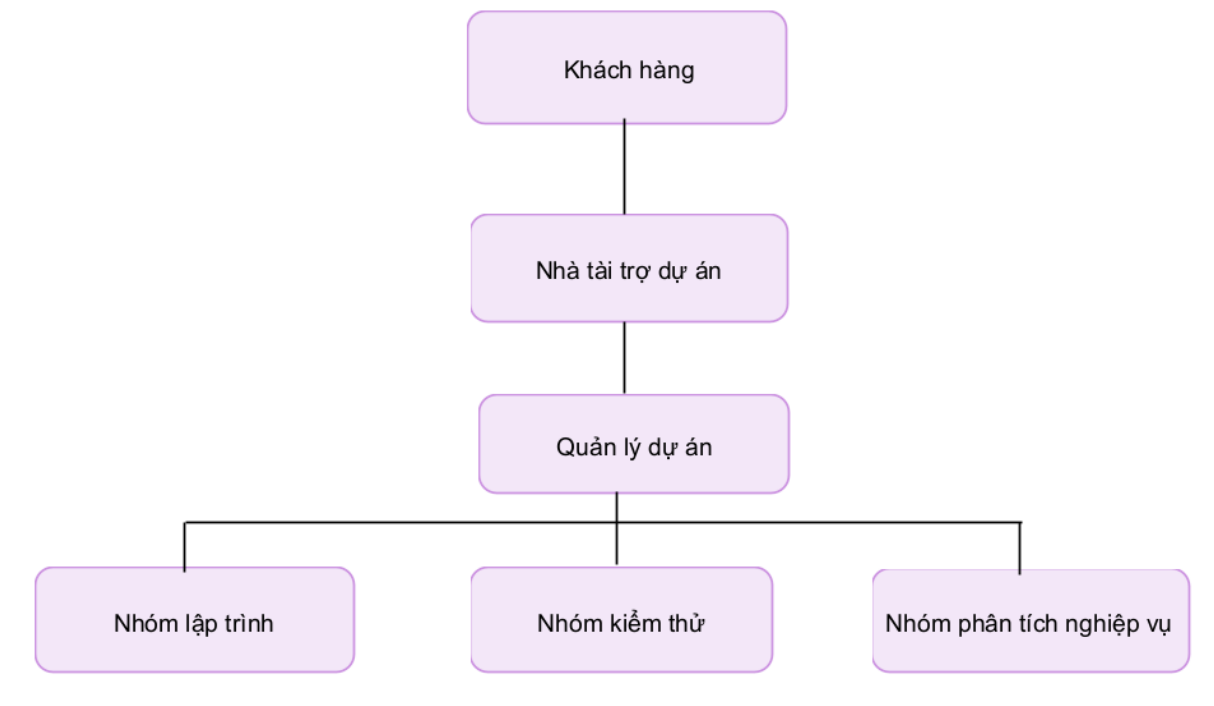 Khách hàng
Nhà tài trợ dự án
Quản lý dự án
Nhóm lập trình
Nhóm kiểm thử
Nhóm phân tích nghiệp vụ